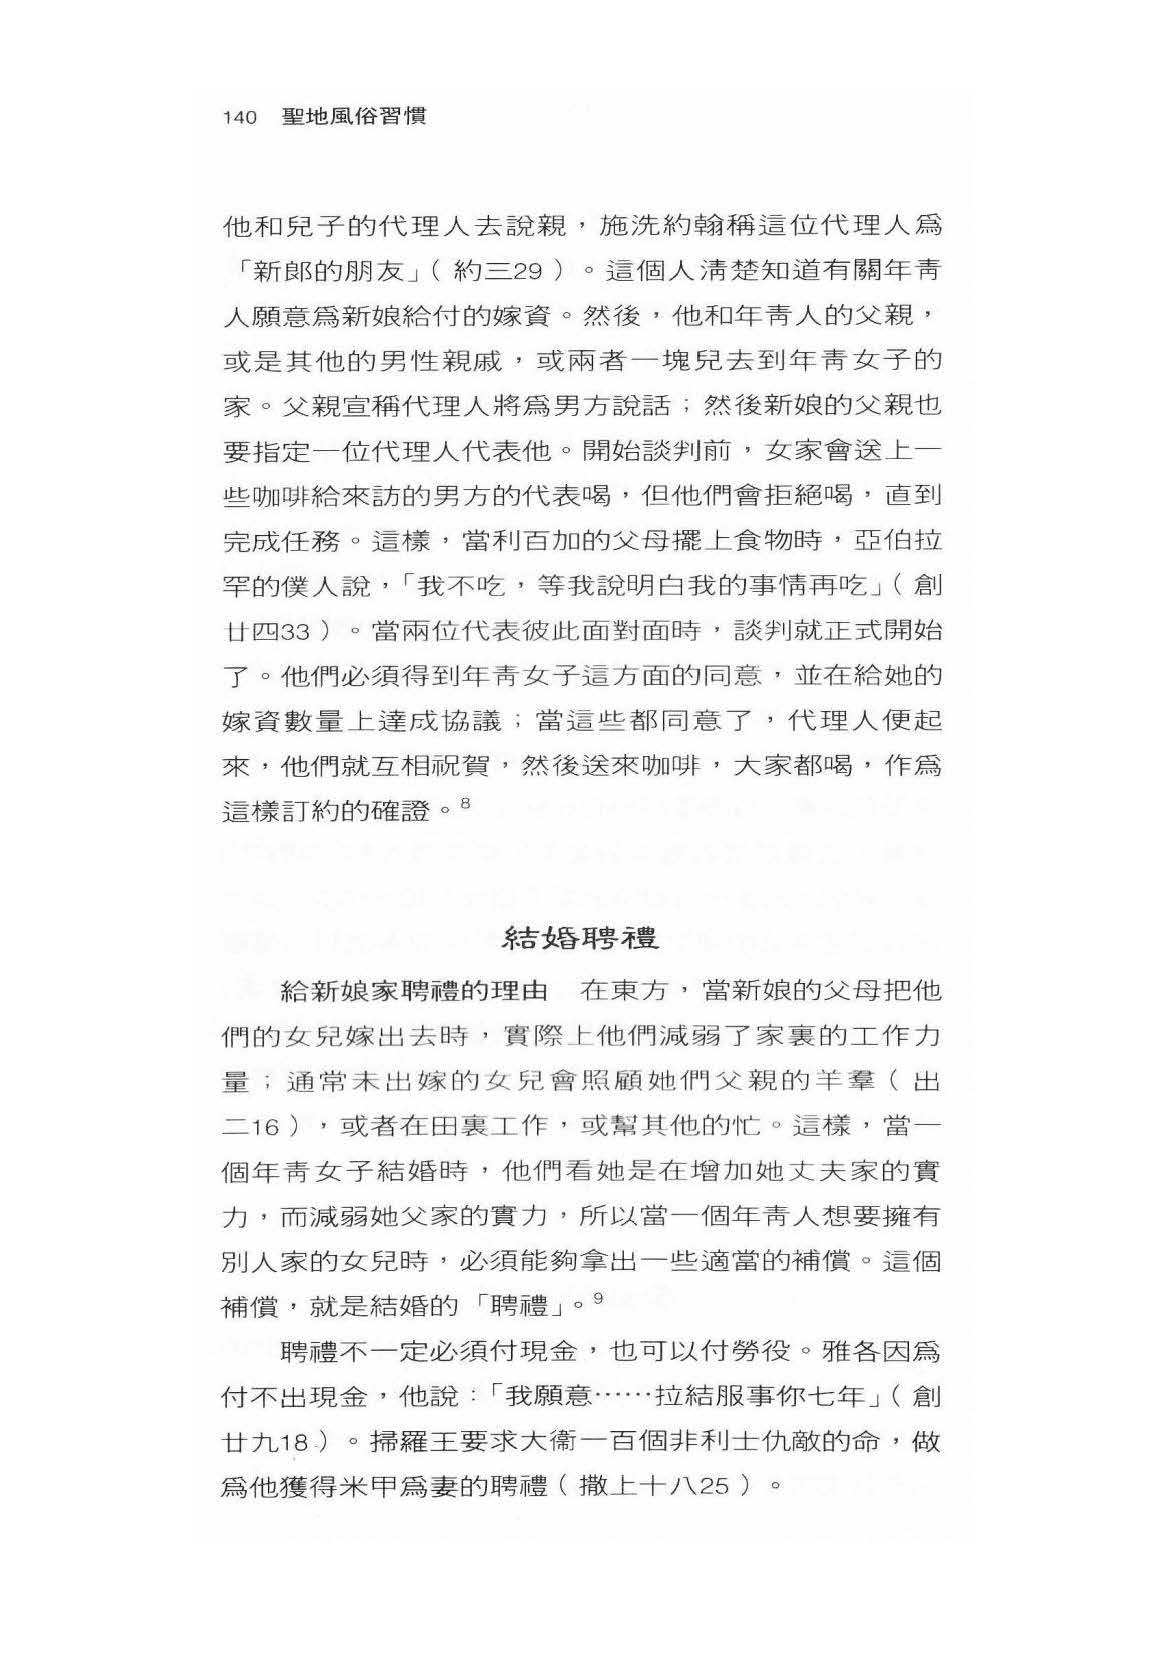 140 聖地風俗習慣
他和兒子的代理人去說親，施洗約翰稱這位代理人爲
「新郎的朋友」（約三29）。這個人清楚知道有關年靑
人願意爲新娘給付的嫁資。然後，他和年靑人的父親，
或是其他的男性親戚，或兩者一塊兒去到年靑女子的
家。父親宣稱代理人將爲男方說話；然後新娘的父親也
要指定一位代理人代表他。開始談判前，女家會送上一
些咖啡給來訪的男方的代表喝，但他們會拒絕喝，直到
完成任務。這樣，當利百加的父母擺上食物時，亞伯拉
罕的僕人說，「我不吃，等我說明白我的事情再吃」（創
廿四33）。當兩位代表彼此面對面時，談判就正式開始
了。他們必須得到年靑女子這方面的同意，並在給她的
嫁資數量上達成協議；當這些都同意了，代理人便起
來，他們就互相祝賀，然後送來咖啡，大家都喝，作爲
這樣訂約的確證。8
結婚聘禮
給新娘家聘禮的理由　在東方，當新娘的父母把他
們的女兒嫁出去時，實際上他們減弱了家裏的工作力
量；通常未出嫁的女兒會照顧她們父親的羊羣（出
二16），或者在田裏工作，或幫其他的忙。這樣，當一
個年靑女子結婚時，他們看她是在增加她丈夫家的實
力，而減弱她父家的實力，所以當一個年靑人想要擁有
別人家的女兒時，必須能夠拿出一些適當的補償。這個
補償，就是結婚的「聘禮」。9
聘禮不一定必須付現金，也可以付勞役。雅各因爲
付不出現金，他說：「我願意……拉結服事你七年」（創
廿九18）。掃羅王要求大衞一百個非利士仇敵的命，做
爲他獲得米甲爲妻的聘禮（撒上十八25）。